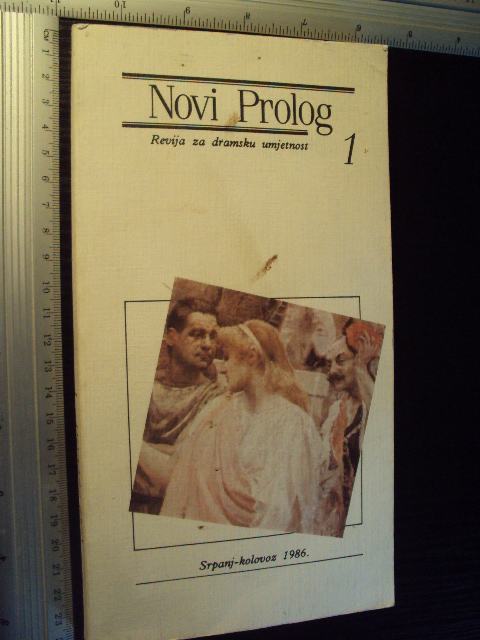 Novi Prolog
Revija za dramsku umjetnost
1
Srpanj-kolovoz 1986.